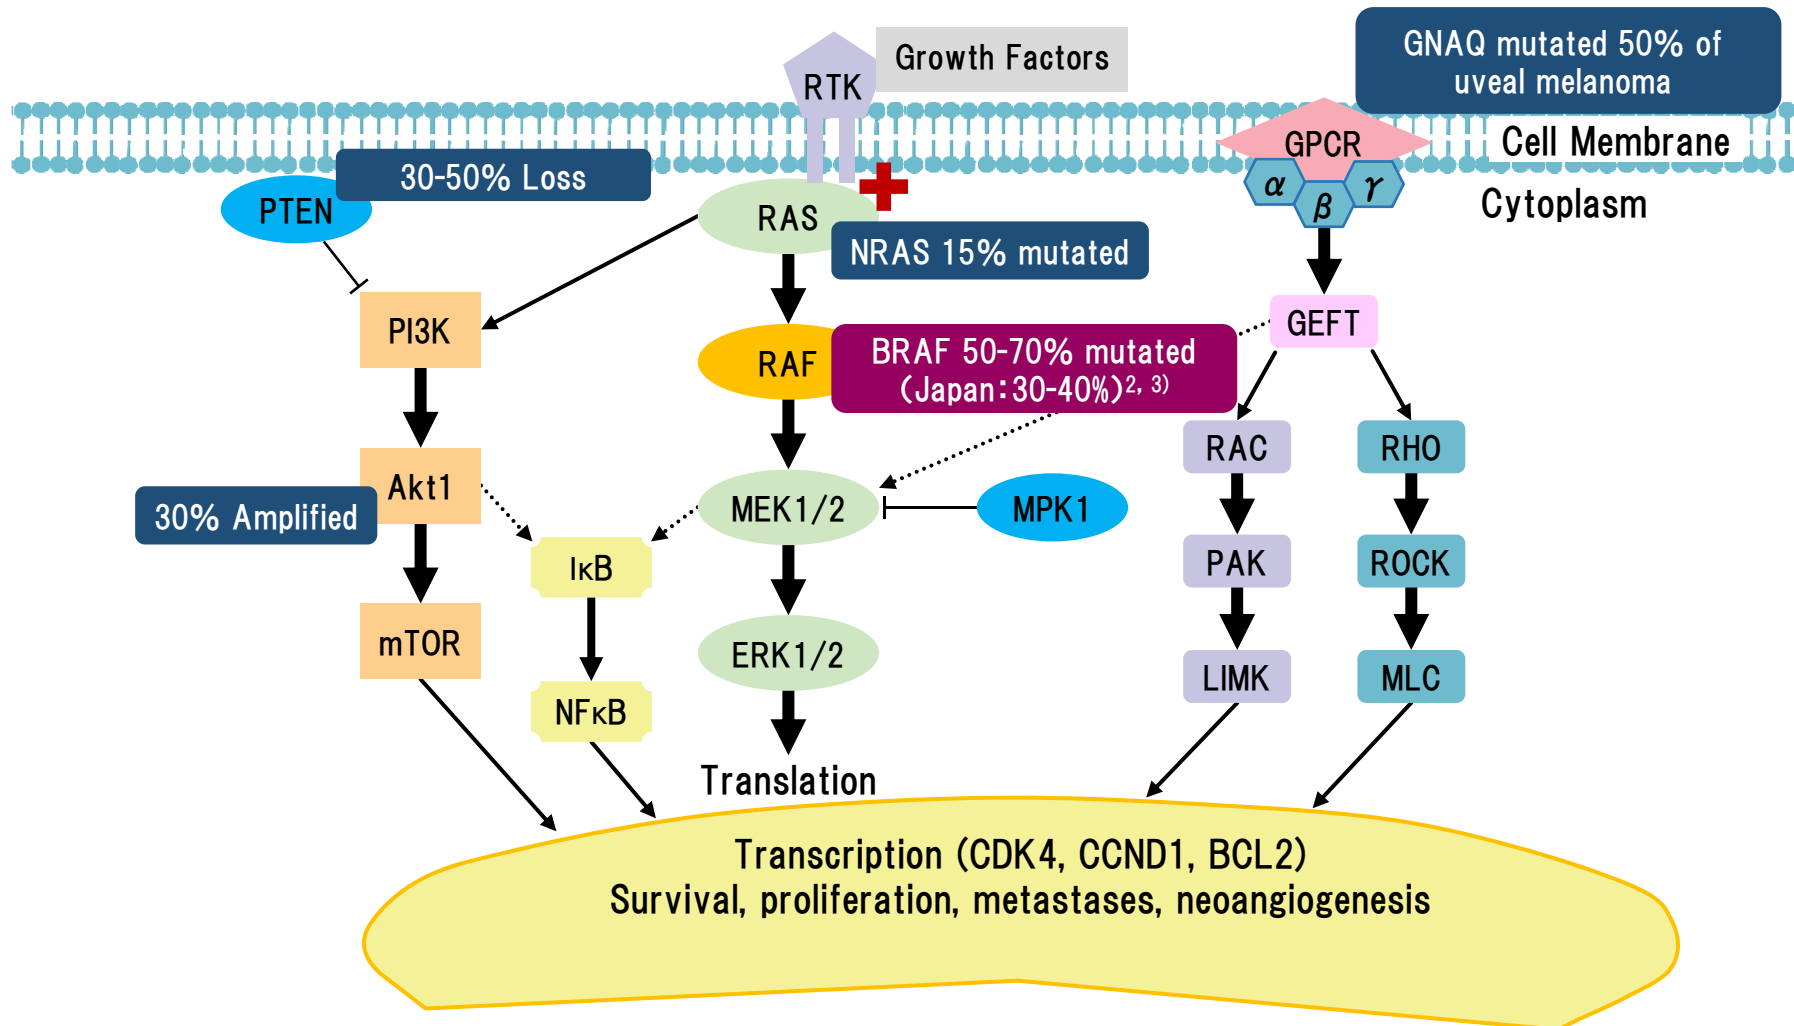 GNAQ mutated 50% of
uveal melanoma
Growth Factors
RTK
GPCR
Cell Membrane
30-50% Loss
α
β
γ
PTEN
RAS
Cytoplasm
NRAS 15% mutated
PI3K
GEFT
RAF
BRAF 50-70% mutated
(Japan:30-40%)2, 3)
RAC
RHO
Akt1
30% Amplified
MEK1/2
MPK1
IκB
PAK
ROCK
mTOR
ERK1/2
LIMK
MLC
NFκB
Translation
Transcription (CDK4, CCND1, BCL2)
Survival, proliferation, metastases, neoangiogenesis